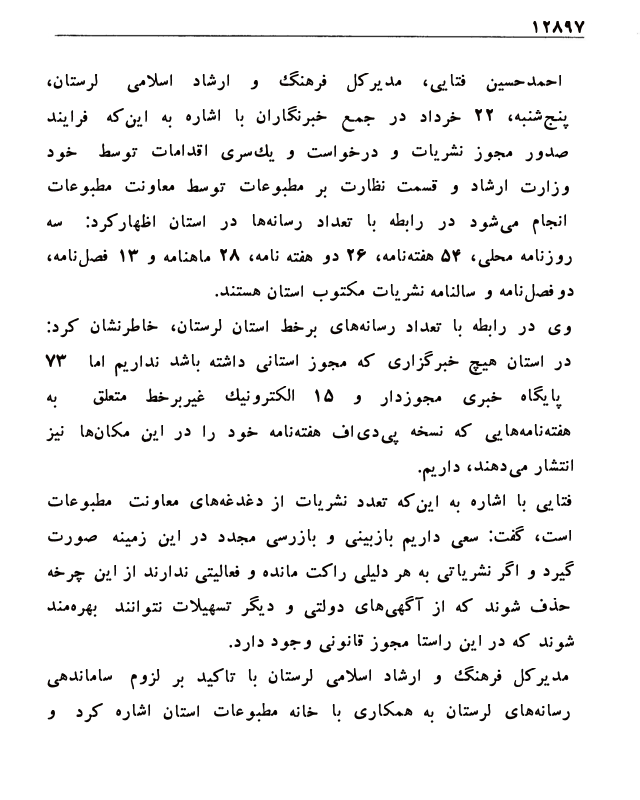 ۱۲۸۹۷
احمدحسین فتایی، مدیرکل فرهنگ و ارشاد اسلامی لرستان،
پنج‌شنبه، ۲۲ خرداد در جمع خبرنگاران با اشاره به این‌که فرایند
صدور مجوز نشریات و درخواست و یک‌سری اقدامات توسط خود
وزارت ارشاد و قسمت نظارت بر مطبوعات توسط معاونت مطبوعات
انجام می‌شود در رابطه با تعداد رسانه‌ها در استان اظهارکرد: سه
روزنامه محلی، ۵۴ هفته‌نامه، ۲۶ دو هفته نامه، ۲۸ ماهنامه و ۱۳ فصل‌نامه،
دوفصل‌نامه و سالنامه نشریات مکتوب استان هستند.
وی در رابطه با تعداد رسانه‌های برخط استان لرستان، خاطرنشان کرد:
در استان هیچ خبرگزاری که مجوز استانی داشته باشد نداریم اما ۷۳
پایگاه خبری مجوزدار و ۱۵ الکترونیک غیربرخط متعلق به
هفته‌نامه‌هایی که نسخه پی‌دی‌اف هفته‌نامه خود را در این مکان‌ها نیز
انتشار می‌دهند، داریم.
فتایی با اشاره به این‌که تعدد نشریات از دغدغه‌های معاونت مطبوعات
است، گفت: سعی داریم بازبینی و بازرسی مجدد در این زمینه صورت
گیرد و اگر نشریاتی به هر دلیلی راکت مانده و فعالیتی ندارند از این چرخه
حذف شوند که از آگهی‌های دولتی و دیگر تسهیلات نتوانند بهره‌مند
شوند که در این راستا مجوز قانونی وجود دارد.
مدیرکل فرهنگ و ارشاد اسلامی لرستان با تاکید بر لزوم ساماندهی
رسانه‌های لرستان به همکاری با خانه مطبوعات استان اشاره کرد و